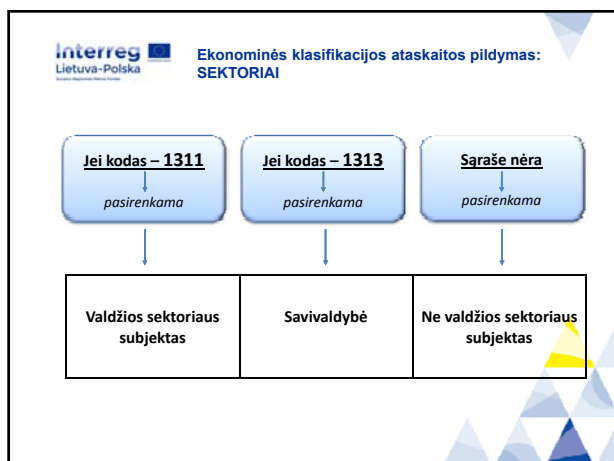 Interreg
Lietuva-Polska
Ekonominės klasifikacijos ataskaitos pildymas:
SEKTORIAI
Jei kodas – 1311
pasirenkama
Jei kodas – 1313
pasirenkama
Sąraše nėra
pasirenkama
Valdžios sektoriaus
subjektas
Savivaldybė
Ne valdžios sektoriaus
subjektas